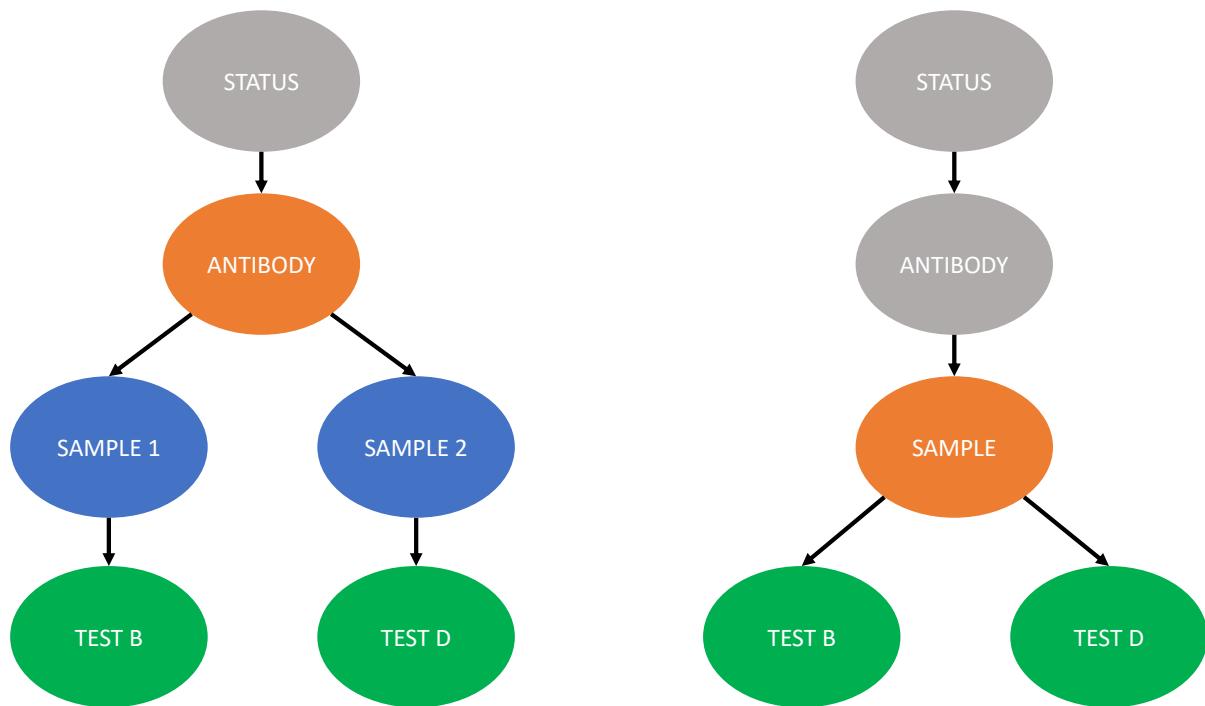 STATUS
ANTIBODY
SAMPLE 1
SAMPLE 2
TEST B
TEST D
STATUS
ANTIBODY
SAMPLE
TEST B
TEST D